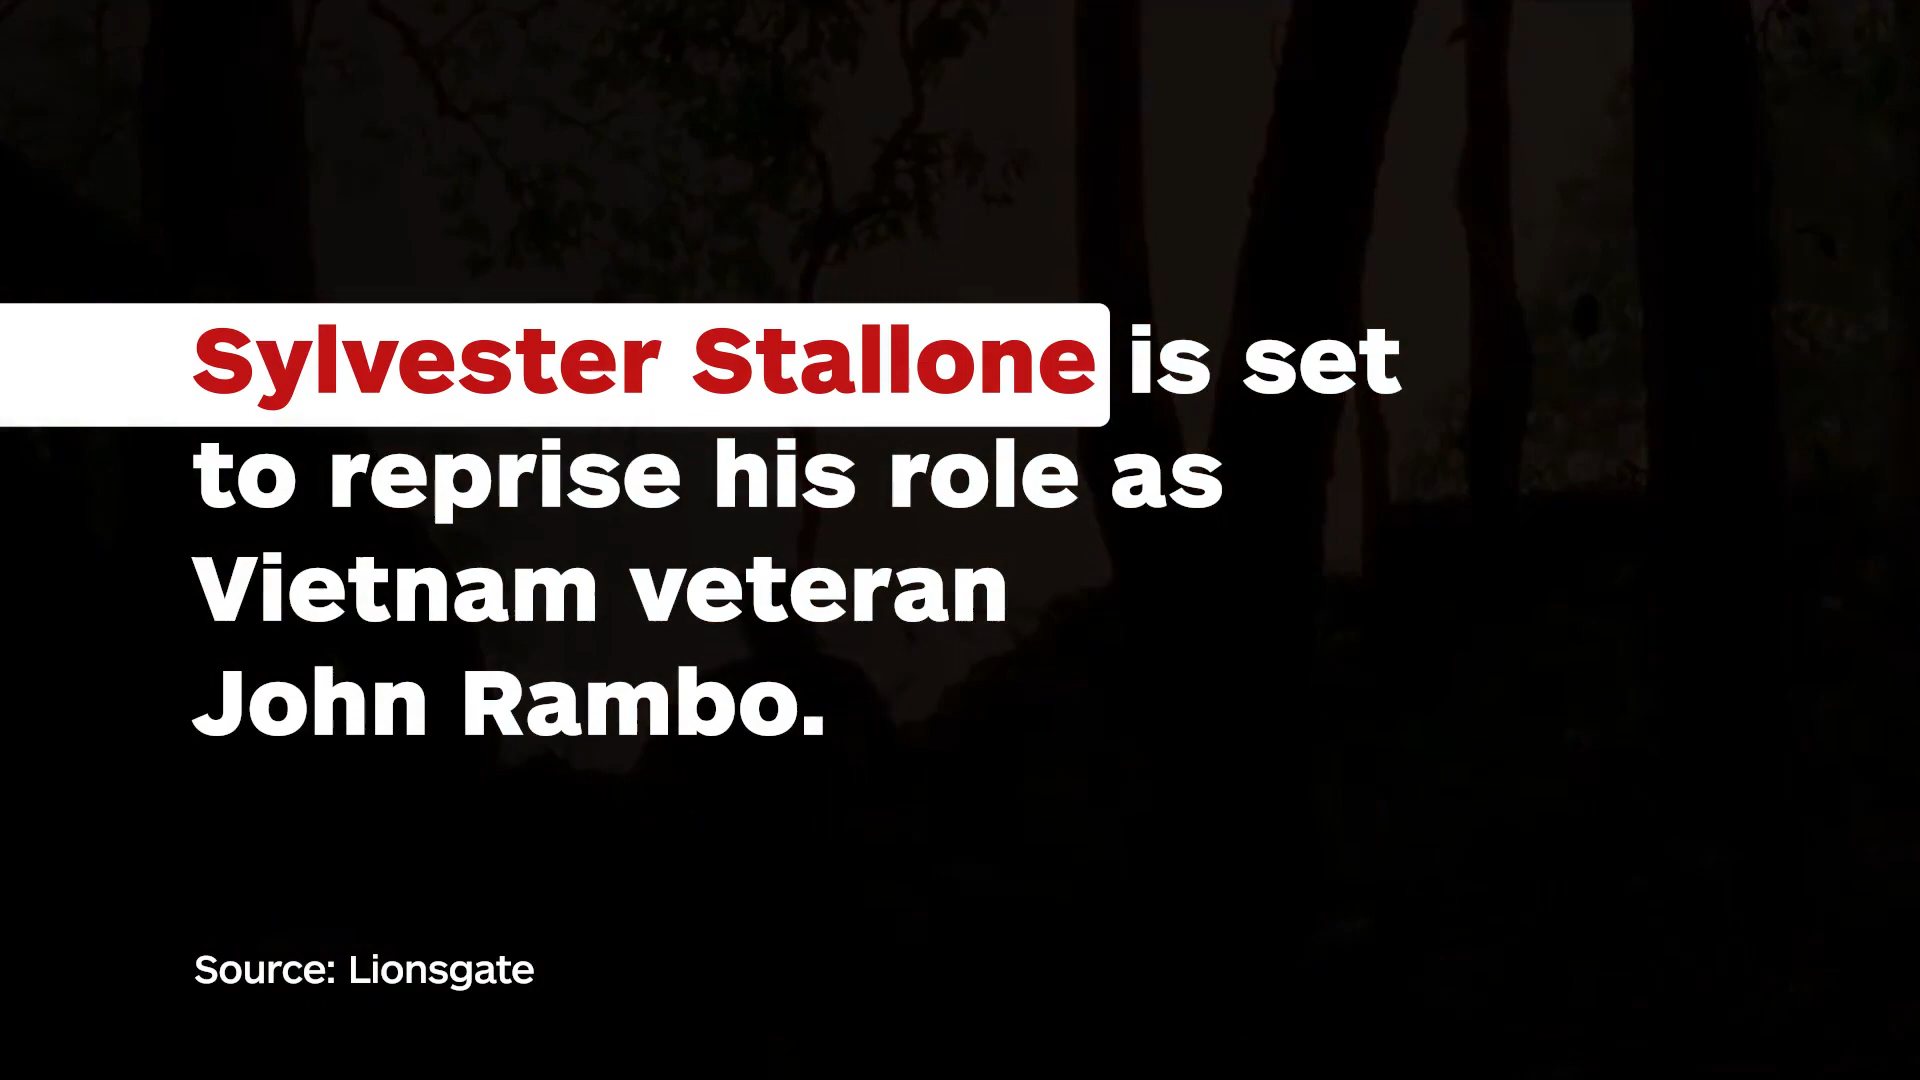 Sylvester Stallone is set
to reprise his role as
Vietnam veteran
John Rambo.
Source: Lionsgate